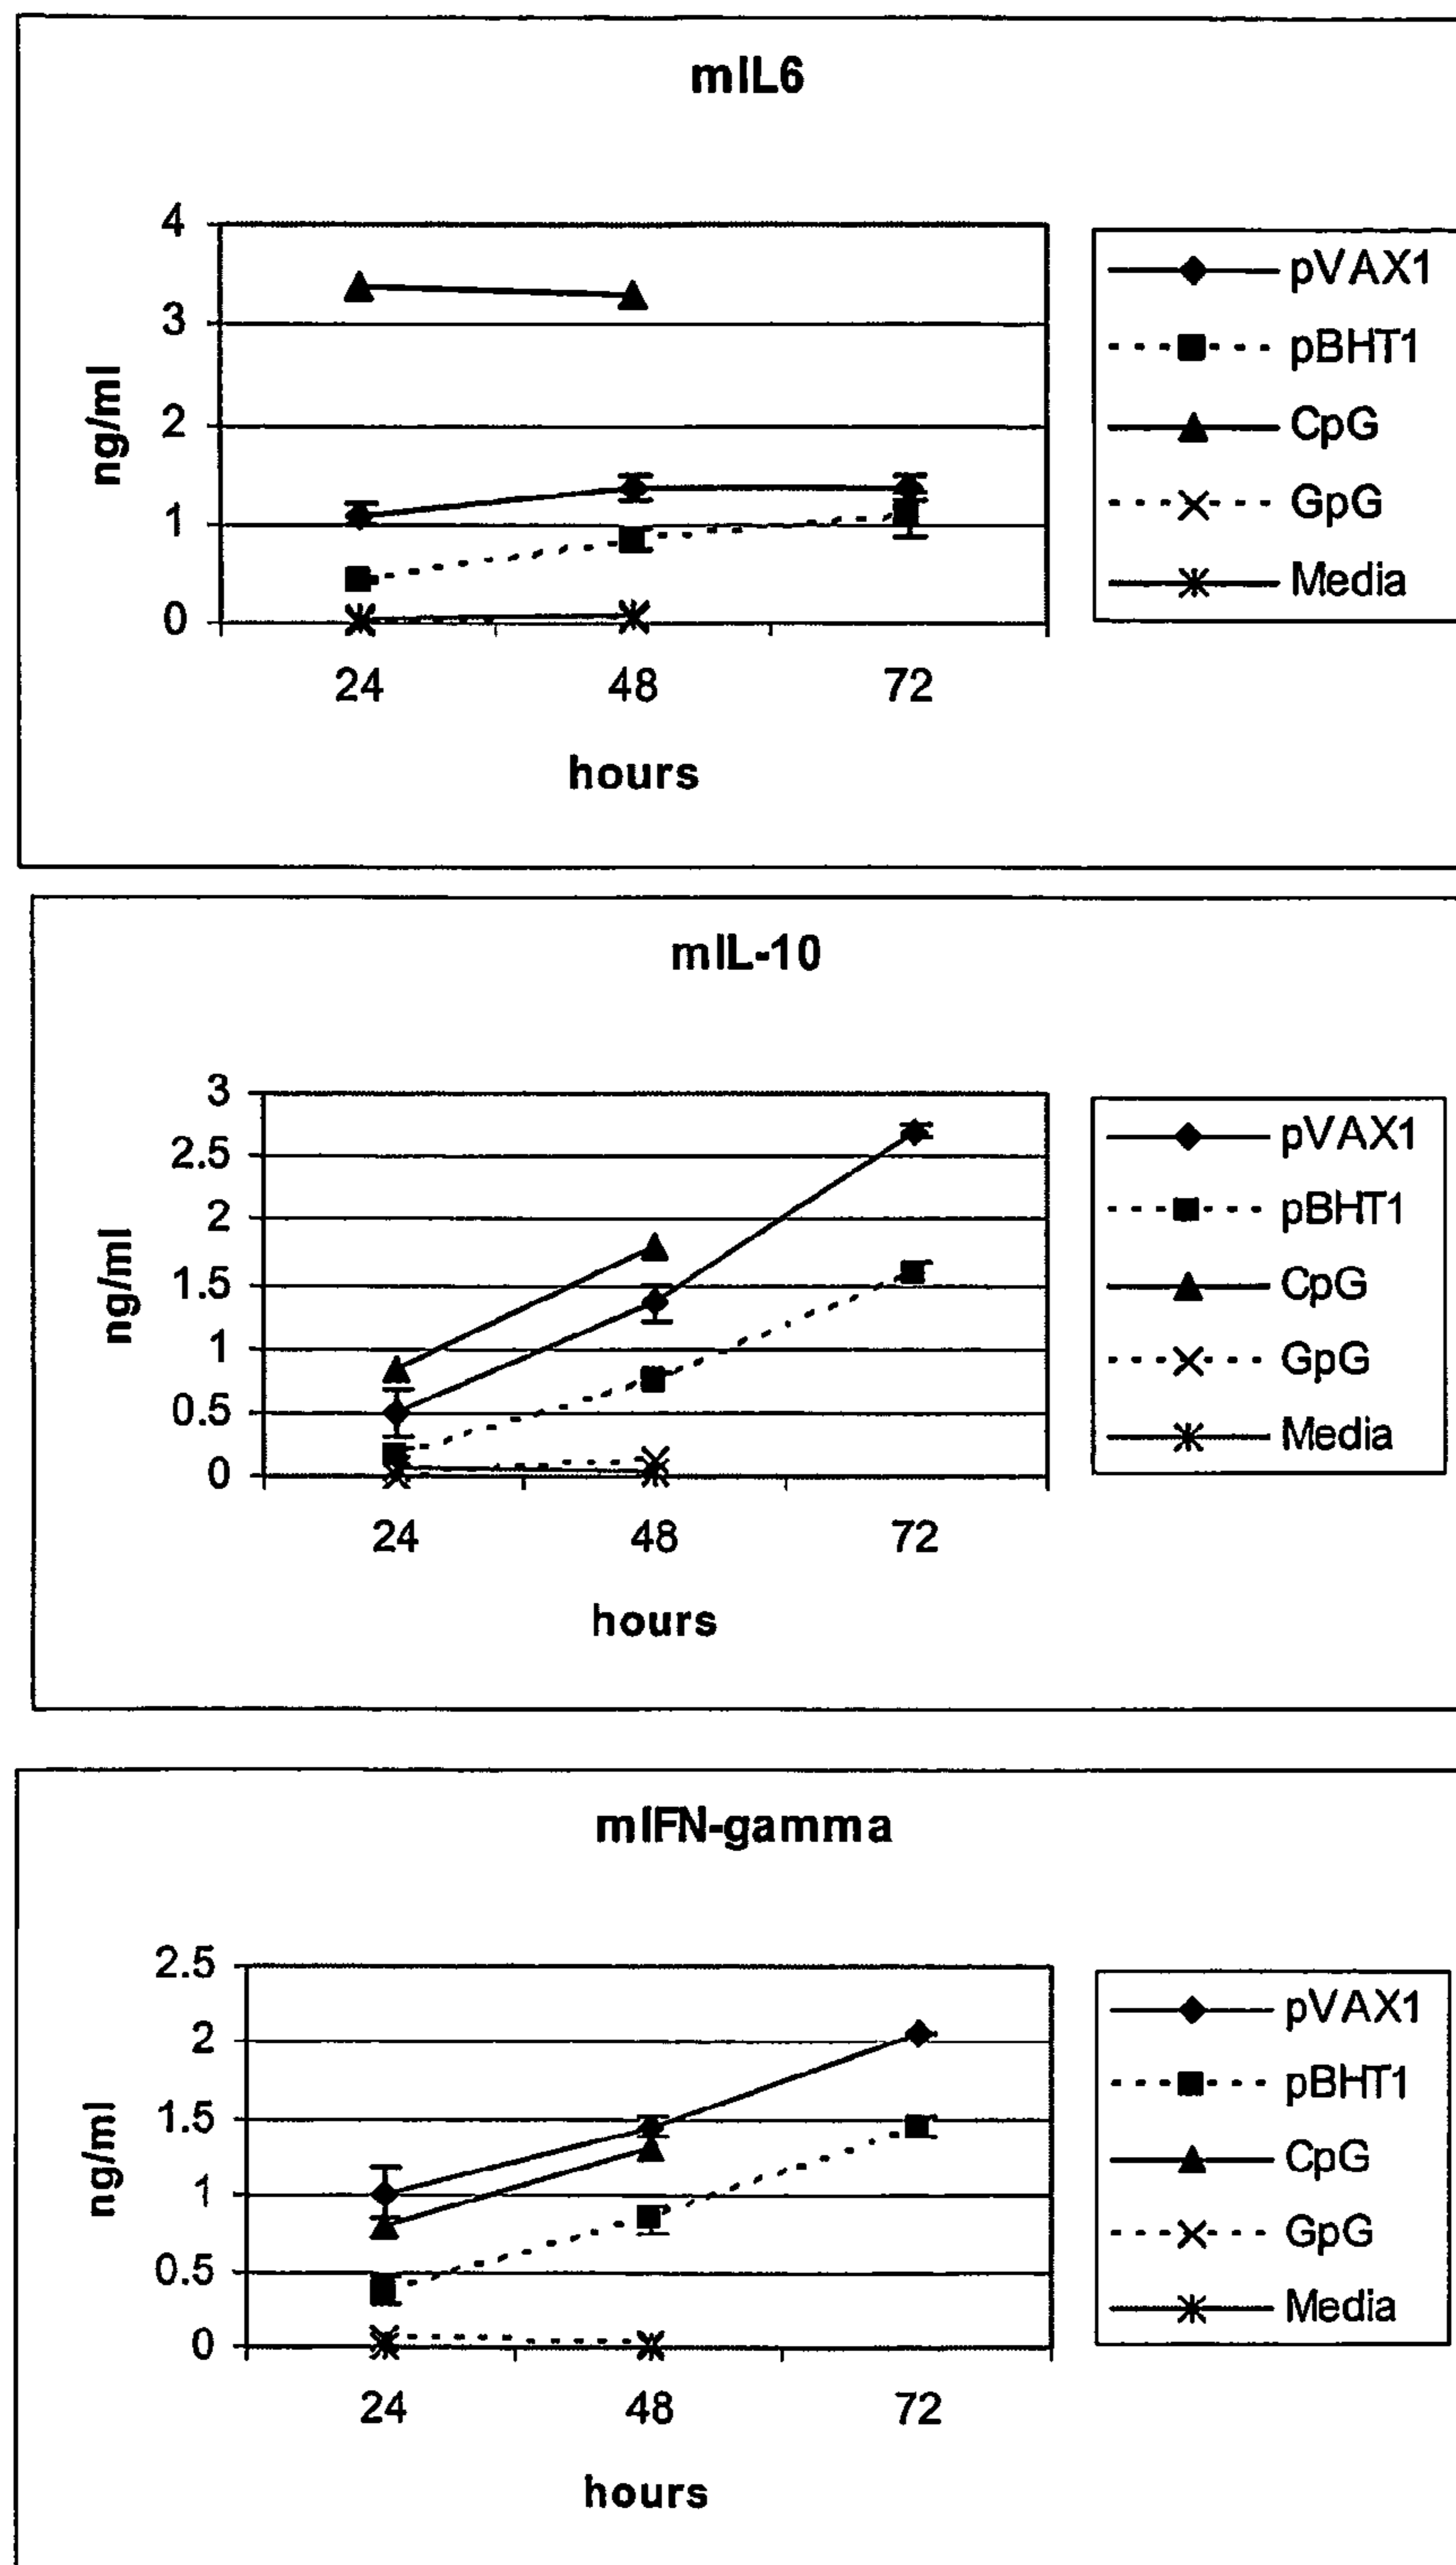 mIL6
4
3
2
1
0
ng/ml
24 48 72
hours
pVAX1
pBHT1
CpG
GpG
Media
mIL-10
3
2.5
2
1.5
1
0.5
0
ng/ml
24 48 72
hours
pVAX1
pBHT1
CpG
GpG
Media
mIFN-gamma
2.5
2
1.5
1
0.5
0
ng/ml
24 48 72
hours
pVAX1
pBHT1
CpG
GpG
Media